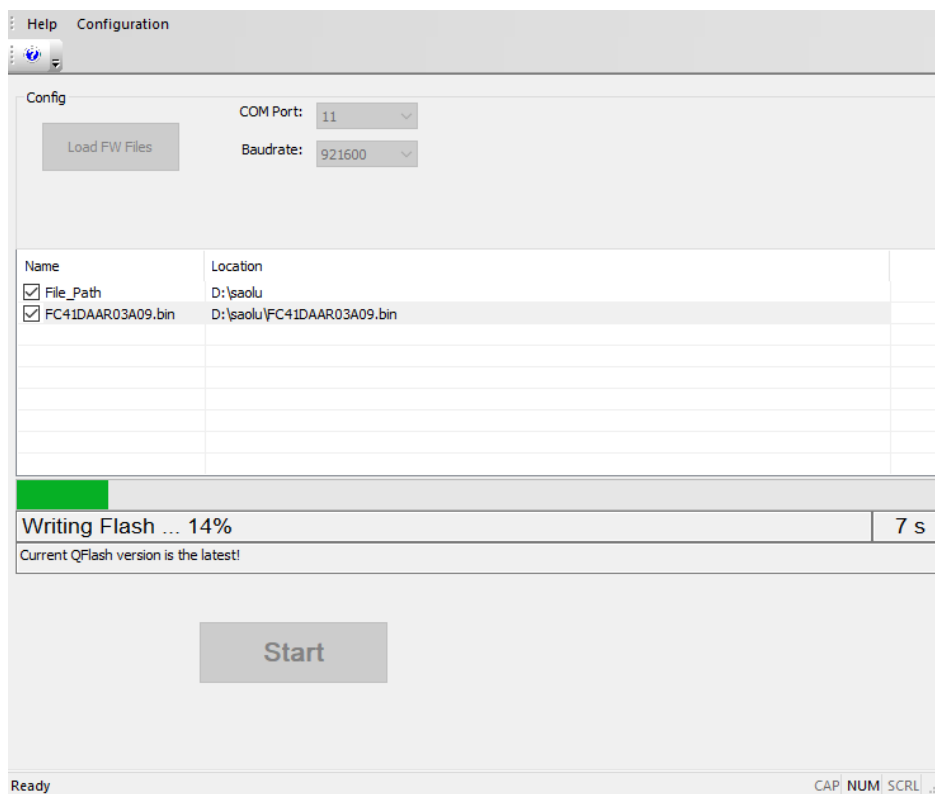 Help Configuration
Config
COM Port: 11
Load FW Files
Baudrate: 921600
Name Location
File_Path D:\saolu
FC41DAAR03A09.bin D:\saolu\FC41DAAR03A09.bin
Writing Flash ... 14% 7 s
Current QFlash version is the latest!
Start
Ready CAP NUM SCRL